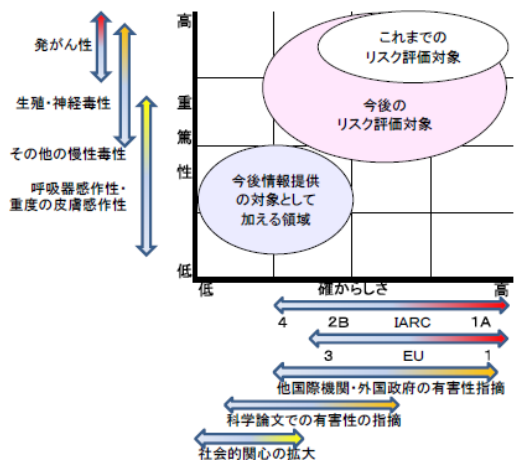 発がん性
生殖・神経毒性
その他の慢性毒性
呼吸器感作性・
重度の皮膚感作性
高
重
篤
性
低
これまでの
リスク評価対象
今後の
リスク評価対象
今後情報提供
の対象として
加える領域
低 確からしさ 高
4 2B IARC 1A
3 EU 1
他国際機関・外国政府の有害性指摘
科学論文での有害性の指摘
社会的関心の拡大